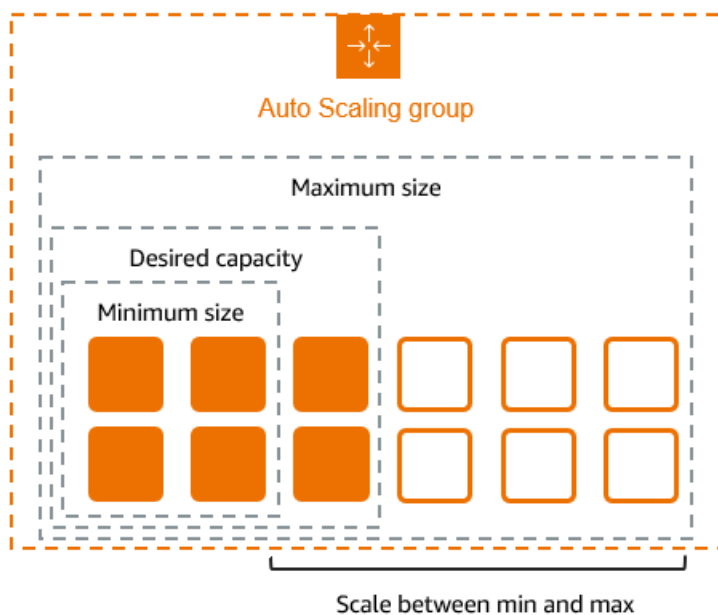 Auto Scaling group
Maximum size
Desired capacity
Minimum size
Scale between min and max